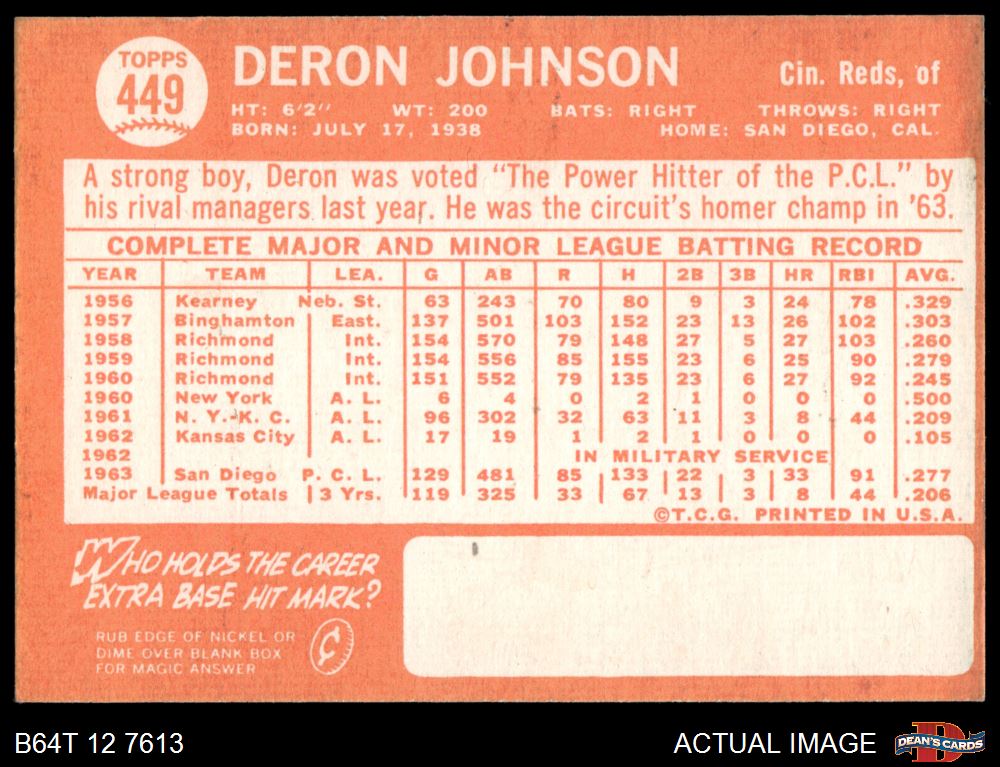 TOPPS
449
DERON JOHNSON
Cin. Reds, of
HT: 6'2" WT: 200 BATS: RIGHT THROWS: RIGHT
BORN: JULY 17, 1938 HOME: SAN DIEGO, CAL.
A strong boy, Deron was voted "The Power Hitter of the P.C.L." by
his rival managers last year. He was the circuit's homer champ in '63.
COMPLETE MAJOR AND MINOR LEAGUE BATTING RECORD
YEAR TEAM LEA. G AB R H 2B 3B HR RBI AVG.
1956 Kearney Neb. St. 63 243 70 80 9 3 24 78 .329
1957 Binghamton East. 137 501 103 152 23 13 26 102 .303
1958 Richmond Int. 154 570 79 148 27 5 27 103 .260
1959 Richmond Int. 154 556 85 155 23 6 25 90 .279
1960 Richmond Int. 151 552 79 135 23 6 27 92 .245
1960 New York A. L. 6 4 0 2 1 0 0 0 .500
1961 N. Y.-K. C. A. L. 96 302 32 63 11 3 8 44 .209
1962 Kansas City A. L. 17 19 1 2 1 0 0 0 .105
1962 IN MILITARY SERVICE
1963 San Diego P. C. L. 129 481 85 133 22 3 33 91 .277
Major League Totals 3 Yrs. 119 325 33 67 13 3 8 44 .206
©T.C.G. PRINTED IN U.S.A.
WHO HOLDS THE CAREER
EXTRA BASE HIT MARK?
RUB EDGE OF NICKEL OR
DIME OVER BLANK BOX
FOR MAGIC ANSWER
B64T 12 7613
ACTUAL IMAGE
DEAN'S CARDS